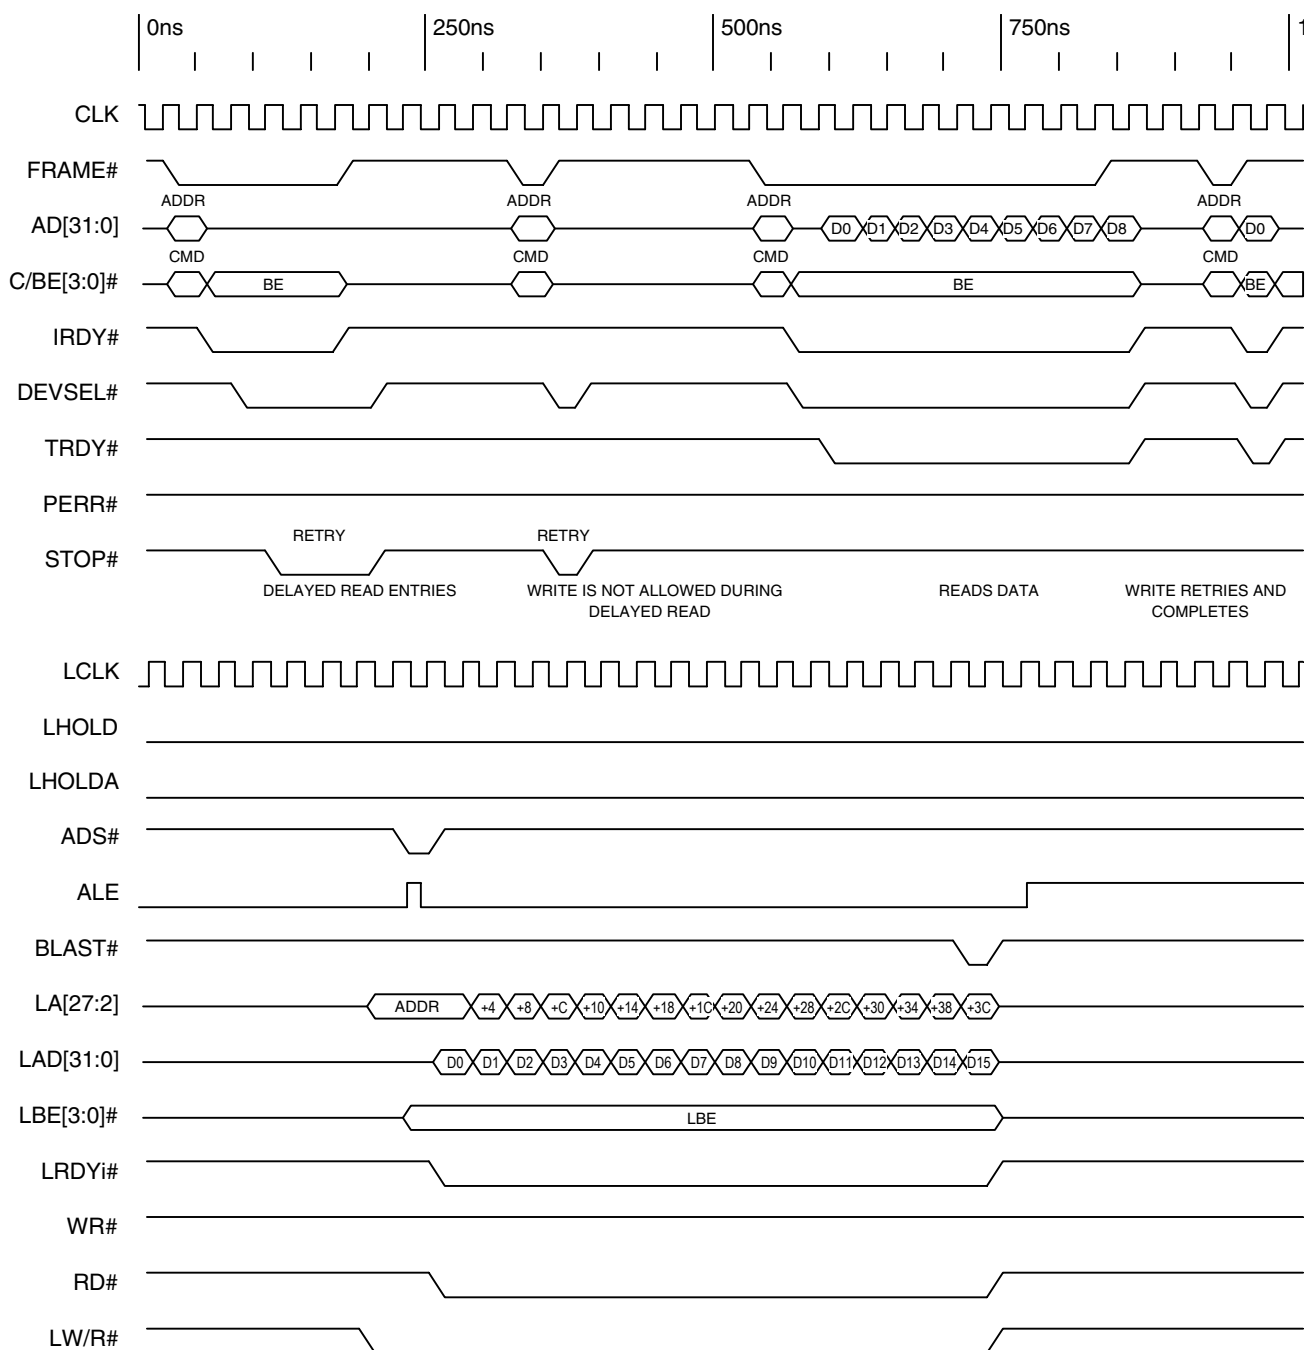 0ns 250ns 500ns 750ns 1
CLK
FRAME#
ADDR ADDR ADDR ADDR
AD[31:0] D0 D1 D2 D3 D4 D5 D6 D7 D8 D0
CMD CMD CMD CMD
C/BE[3:0]# BE BE BE
IRDY#
DEVSEL#
TRDY#
PERR#
RETRY RETRY
STOP#
DELAYED READ ENTRIES WRITE IS NOT ALLOWED DURING READS DATA WRITE RETRIES AND
DELAYED READ COMPLETES
LCLK
LHOLD
LHOLDA
ADS#
ALE
BLAST#
LA[27:2] ADDR +4 +8 +C +10 +14 +18 +1C +20 +24 +28 +2C +30 +34 +38 +3C
LAD[31:0] D0 D1 D2 D3 D4 D5 D6 D7 D8 D9 D10 D11 D12 D13 D14 D15
LBE[3:0]# LBE
LRDYi#
WR#
RD#
LW/R#